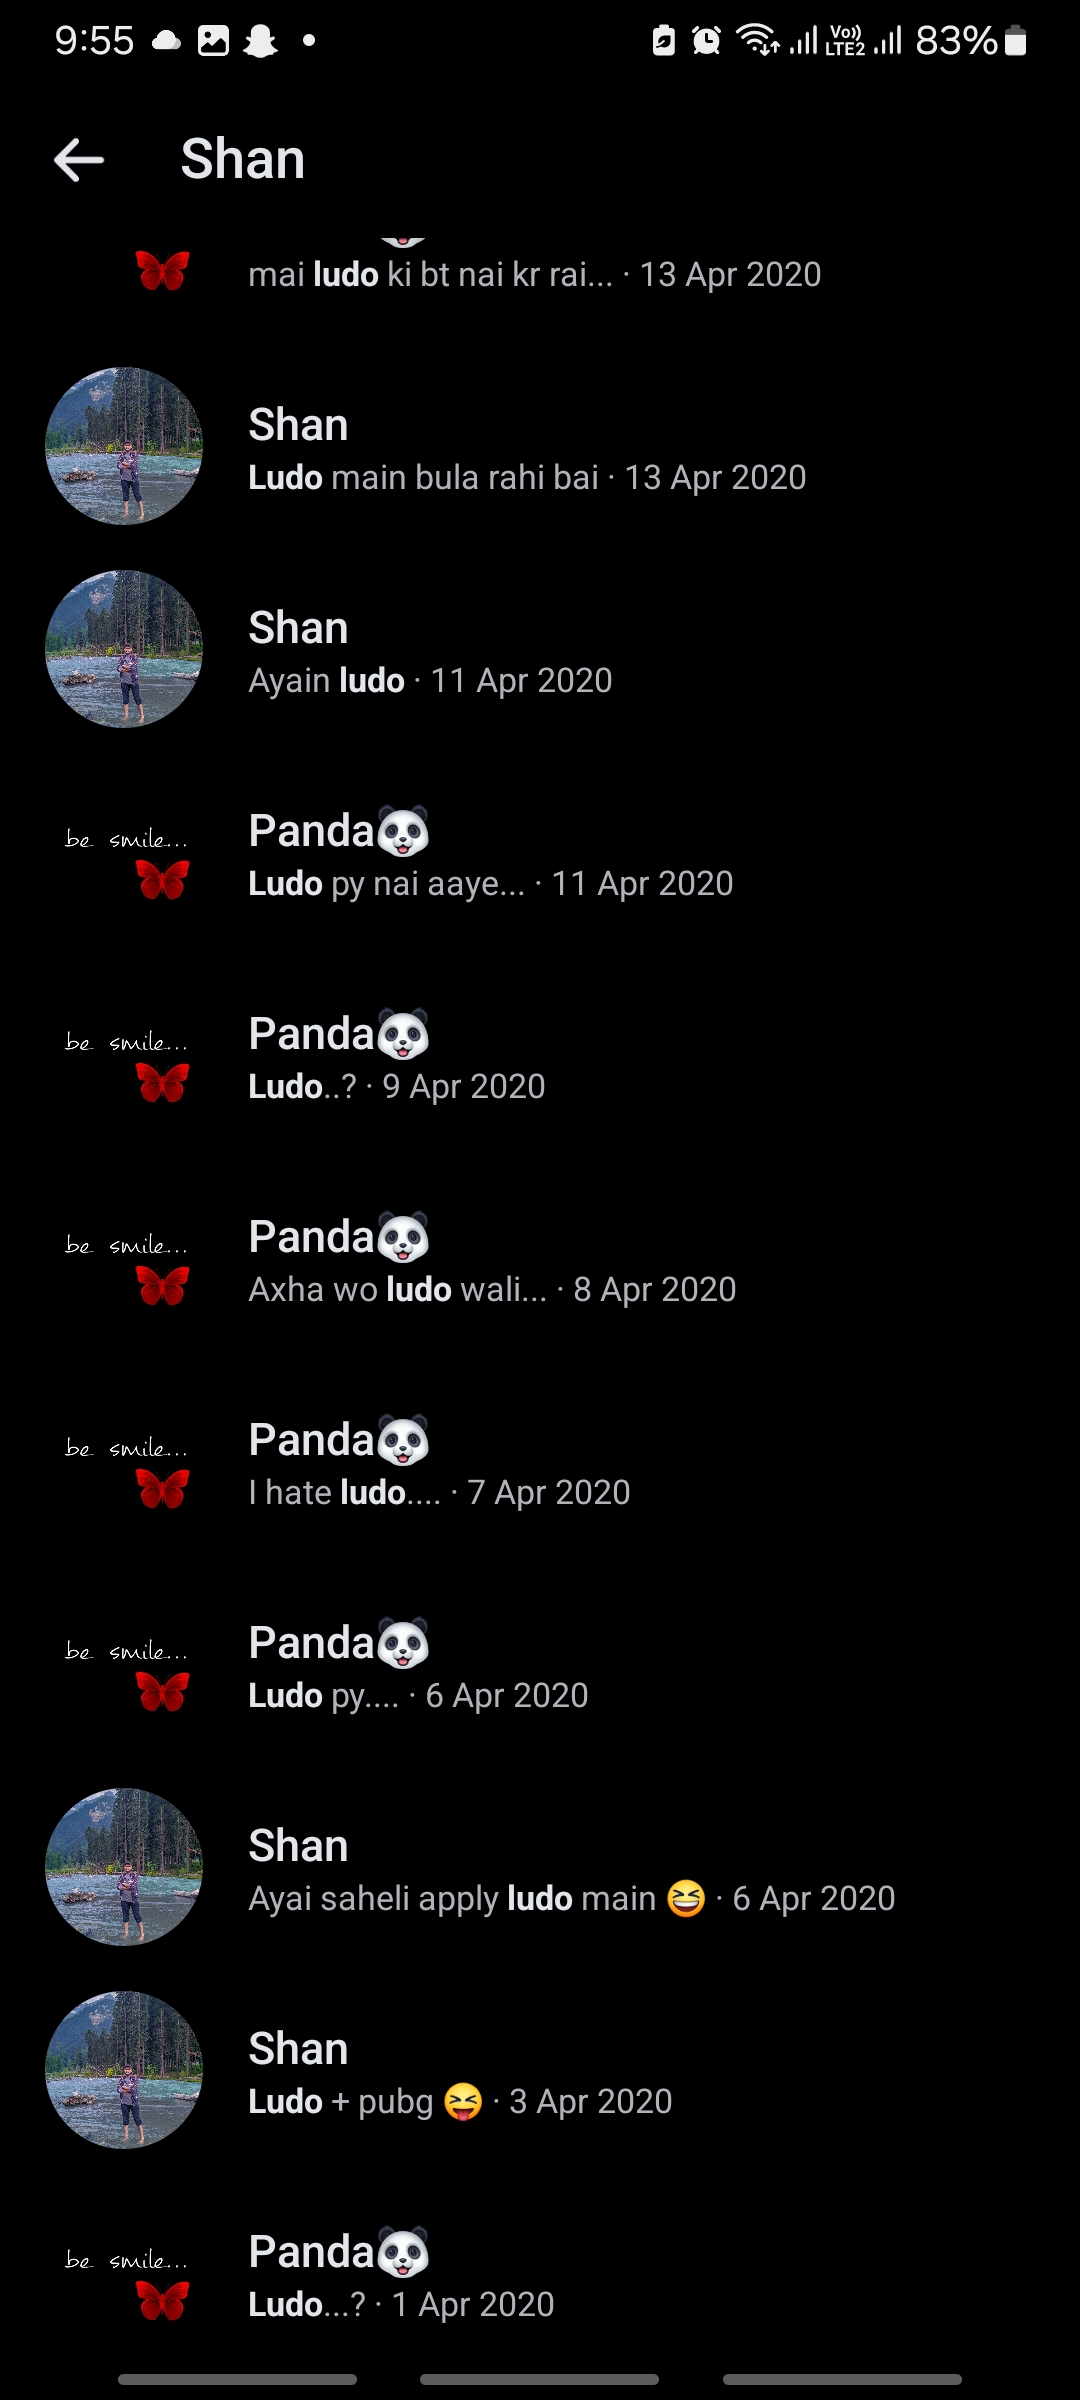 9:55 Vo)) LTE2 83%
Shan
mai ludo ki bt nai kr rai... · 13 Apr 2020
Shan
Ludo main bula rahi bai · 13 Apr 2020
Shan
Ayain ludo · 11 Apr 2020
be smile...
Panda🐼
Ludo py nai aaye... · 11 Apr 2020
be smile...
Panda🐼
Ludo..? · 9 Apr 2020
be smile...
Panda🐼
Axha wo ludo wali... · 8 Apr 2020
be smile...
Panda🐼
I hate ludo.... · 7 Apr 2020
be smile...
Panda🐼
Ludo py.... · 6 Apr 2020
Shan
Ayai saheli apply ludo main 😆 · 6 Apr 2020
Shan
Ludo + pubg 😝 · 3 Apr 2020
be smile...
Panda🐼
Ludo...? · 1 Apr 2020